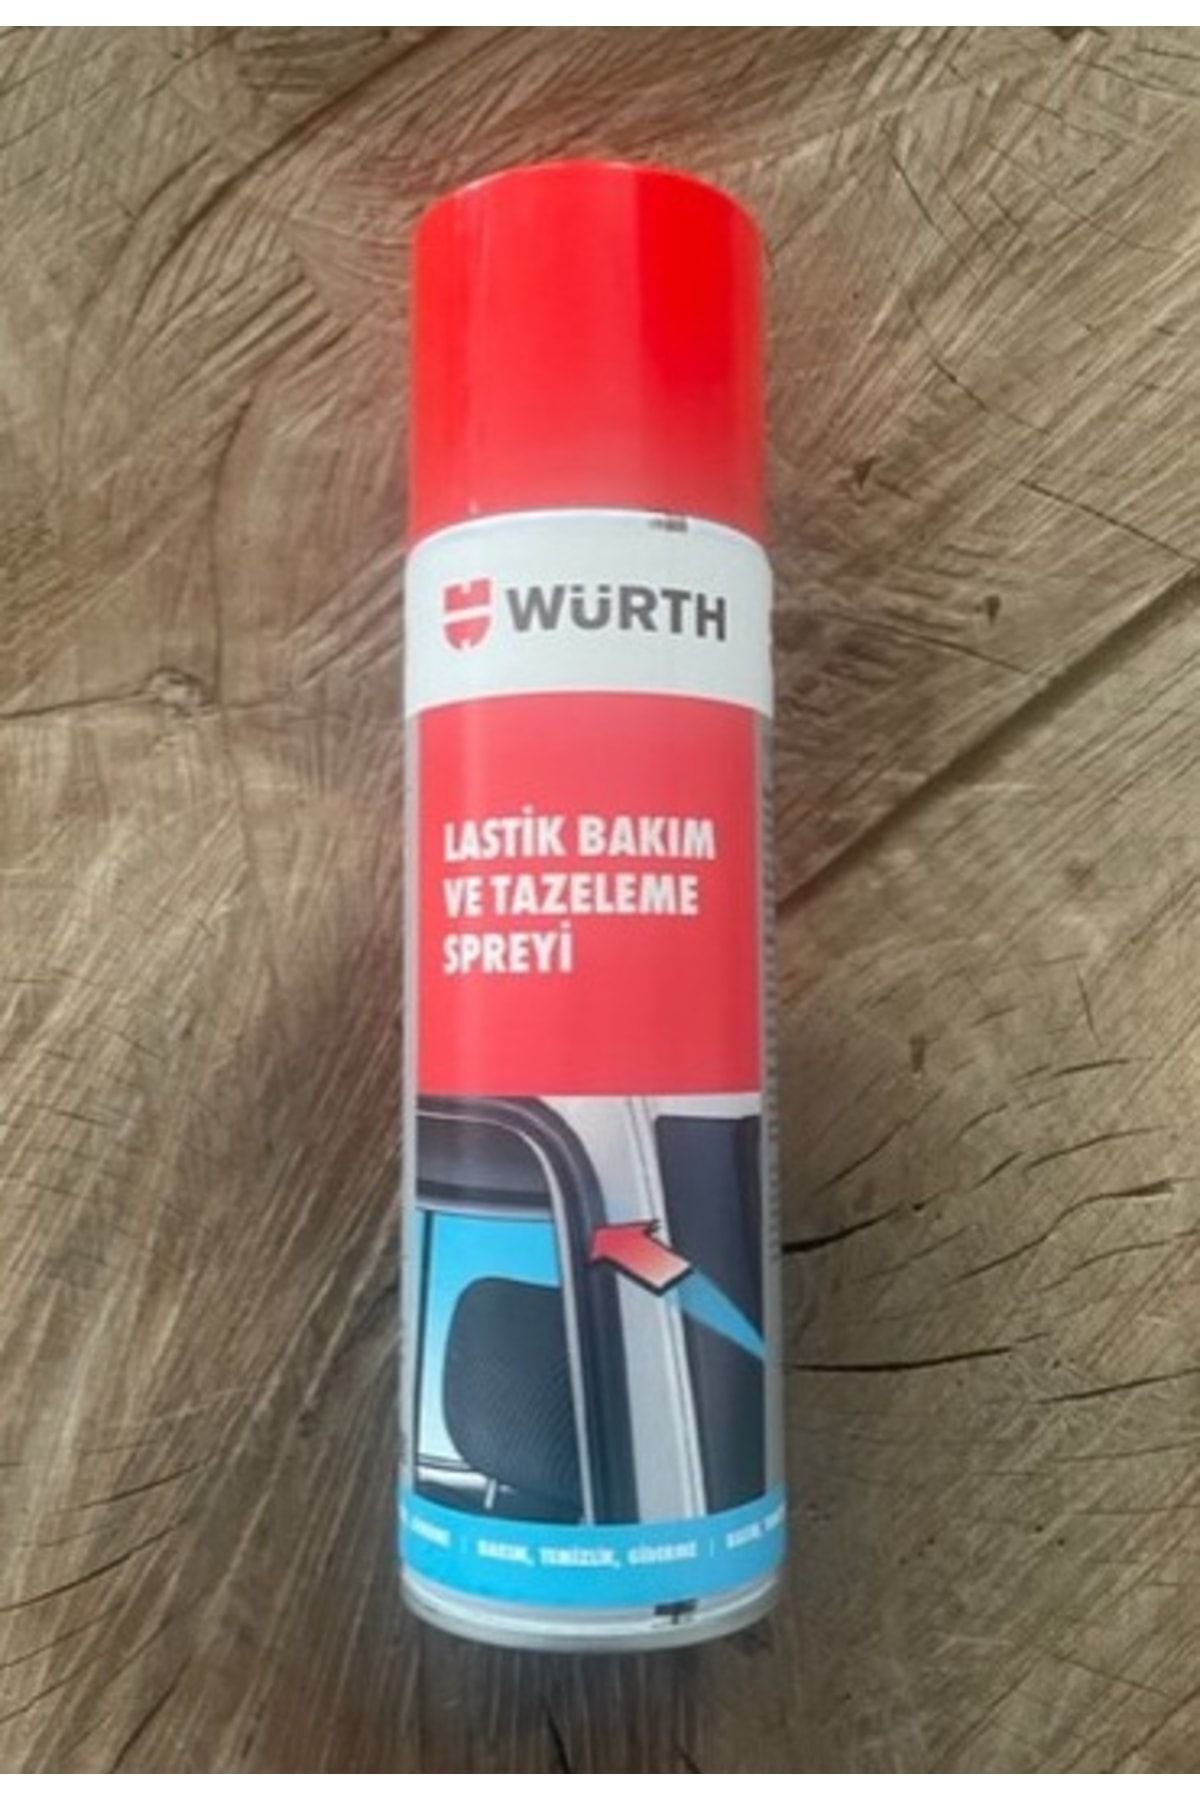 WÜRTH
LASTİK BAKIM
VE TAZELEME
SPREYİ
BAKIM, TEMİZLİK, GİDERME